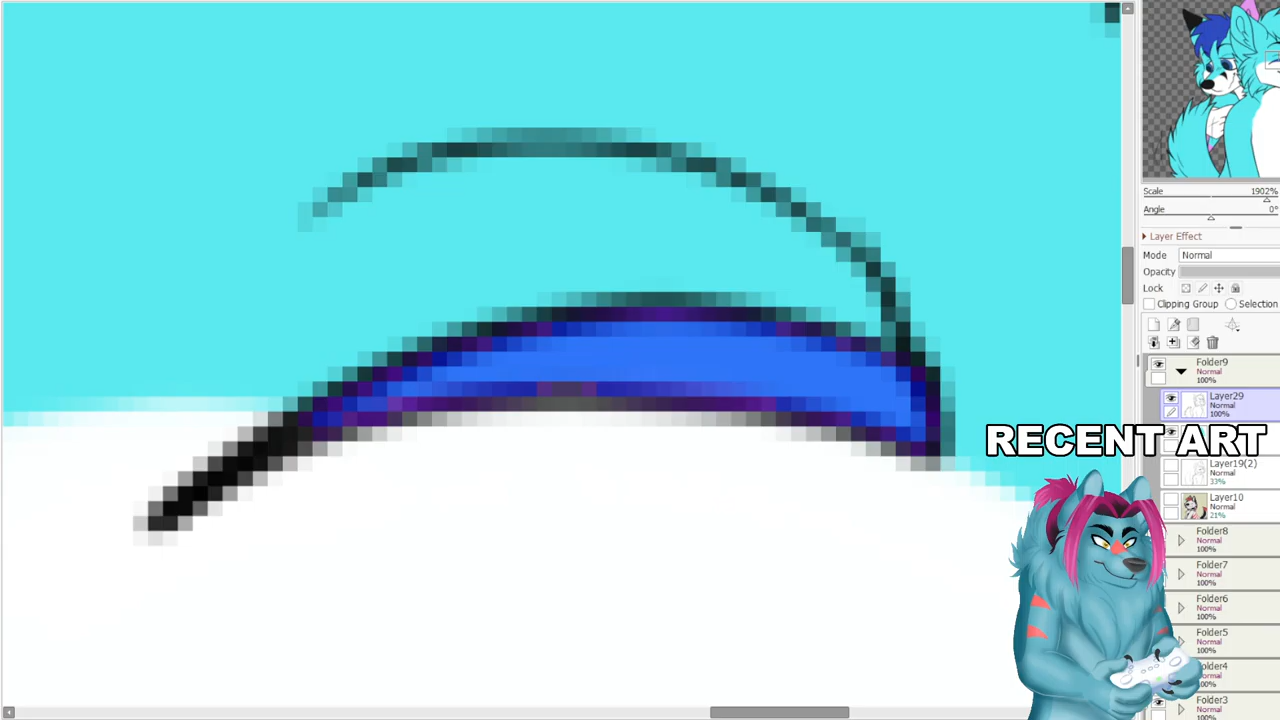 Scale 1902%
Angle 0°
Layer Effect
Mode Normal
Opacity
Lock
Clipping Group Selection
Folder9
Normal
100%
Layer29
Normal
100%
RECENT ART
Layer19(2)
Normal
33%
Layer10
Normal
21%
Folder8
Normal
100%
Folder7
Normal
100%
Folder6
Normal
100%
Folder5
Normal
100%
Folder4
Normal
100%
Folder3
Normal
100%